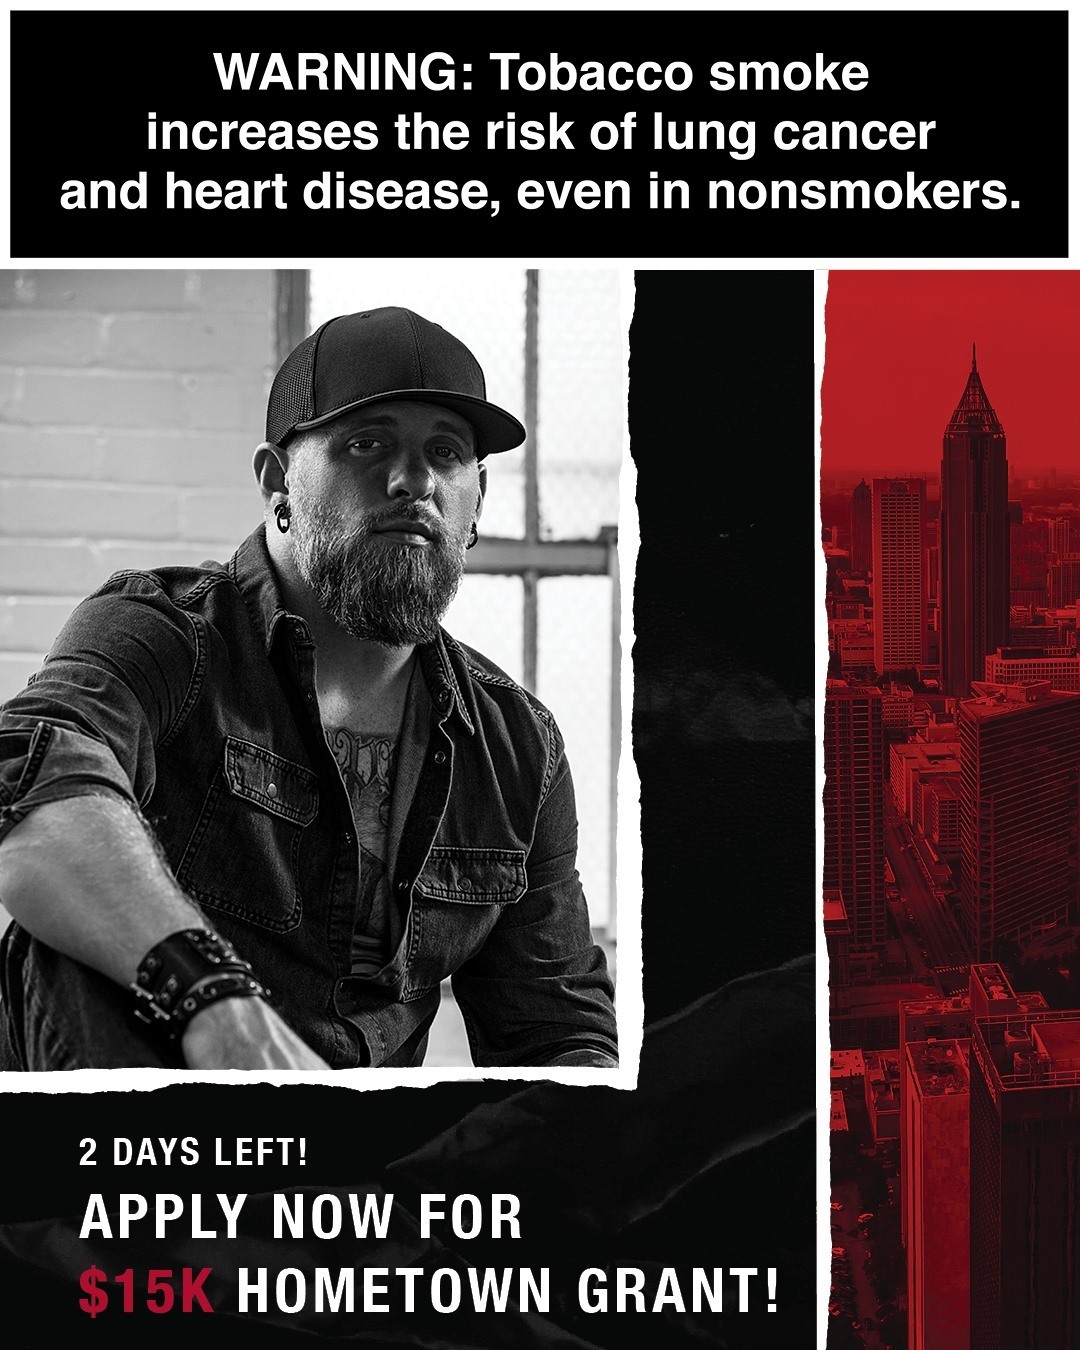 WARNING: Tobacco smoke
increases the risk of lung cancer
and heart disease, even in nonsmokers.
2 DAYS LEFT!
APPLY NOW FOR
$15K HOMETOWN GRANT!